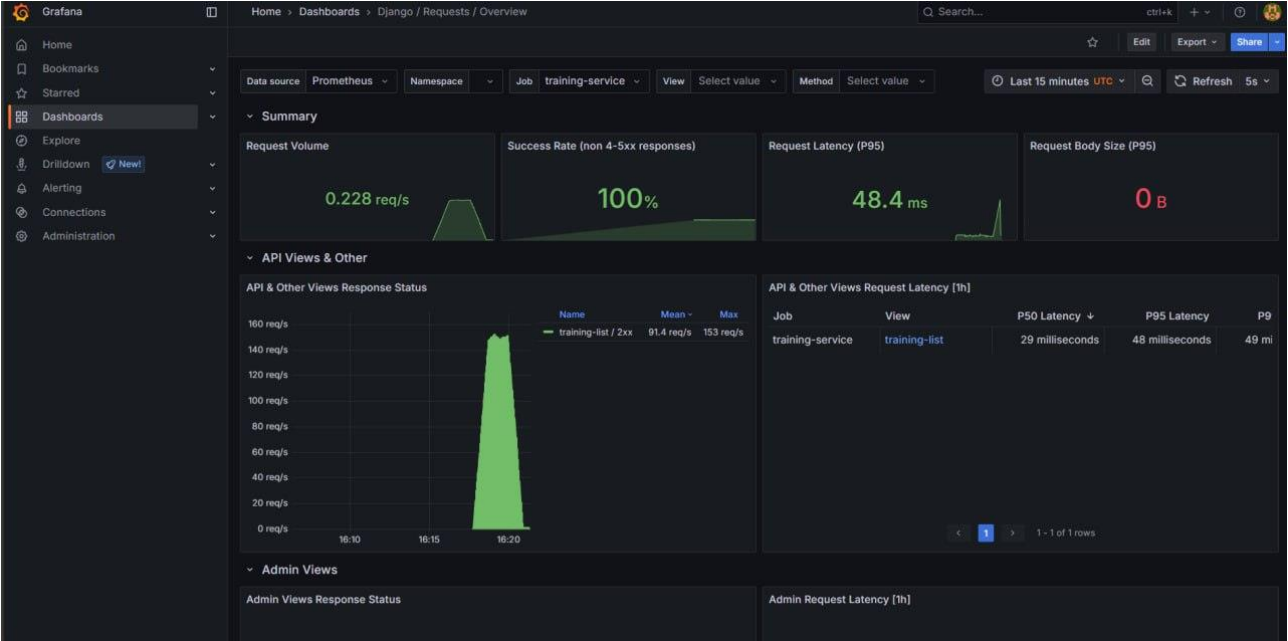 Grafana
Home › Dashboards › Django / Requests / Overview
Search... ctrl+k
Home
Bookmarks
Starred
Dashboards
Explore
Drilldown New!
Alerting
Connections
Administration
Edit Export Share
Data source Prometheus Namespace Job training-service View Select value Method Select value Last 15 minutes UTC Refresh 5s
Summary
Request Volume
0.228 req/s
Success Rate (non 4-5xx responses)
100%
Request Latency (P95)
48.4 ms
Request Body Size (P95)
0 B
API Views & Other
API & Other Views Response Status
160 req/s
140 req/s
120 req/s
100 req/s
80 req/s
60 req/s
40 req/s
20 req/s
0 req/s
16:10 16:15 16:20
Name Mean Max
training-list / 2xx 91.4 req/s 153 req/s
API & Other Views Request Latency [1h]
Job View P50 Latency ↓ P95 Latency P9
training-service training-list 29 milliseconds 48 milliseconds 49 mi
‹ 1 › 1 - 1 of 1 rows
Admin Views
Admin Views Response Status
Admin Request Latency [1h]